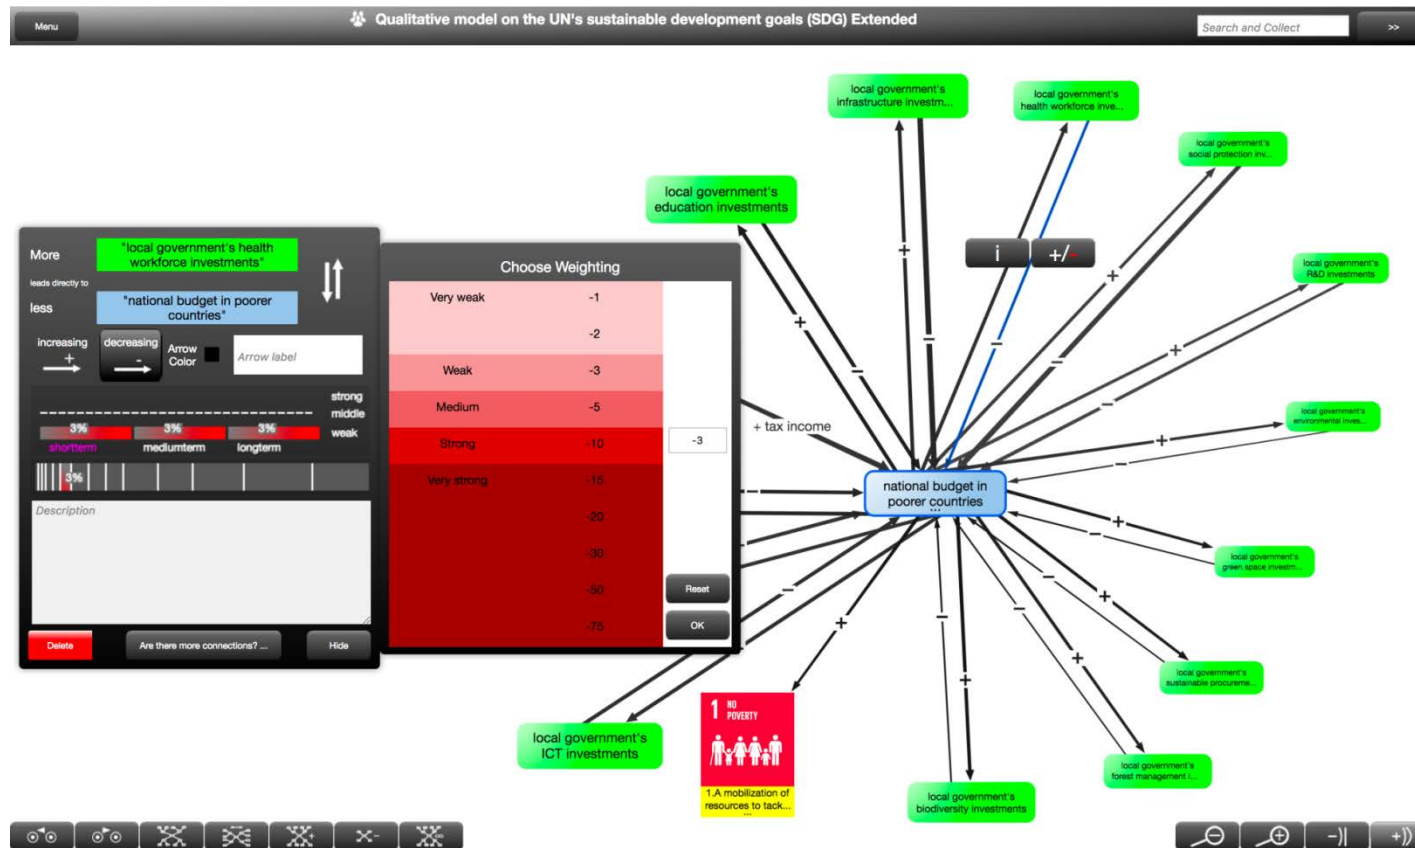 Menu
Qualitative model on the UN's sustainable development goals (SDG) Extended
Search and Collect
>>
local government's
infrastructure investm...
local government's
health workforce inve...
local government's
social protection inv...
local government's
education investments
local government's
R&D investments
local government's
environmental inves...
local government's
green space investm...
local government's
sustainable procureme...
local government's
forest management i...
local government's
biodiversity investments
local government's
ICT investments
national budget in
poorer countries
...
+ tax income
i
+/-
1 NO
POVERTY
1.A mobilization of
resources to tack...
...
More
"local government's health
workforce investments"
leads directly to
less
"national budget in poorer
countries"
increasing
+
decreasing
-
Arrow
Color
Arrow label
strong
middle
weak
3%
3%
3%
shortterm
mediumterm
longterm
3%
Description
Delete
Are there more connections? ...
Hide
Choose Weighting
Very weak -1
-2
Weak -3
Medium -5
Strong -10
-3
Very strong -15
-20
-30
-50
-75
Reset
OK